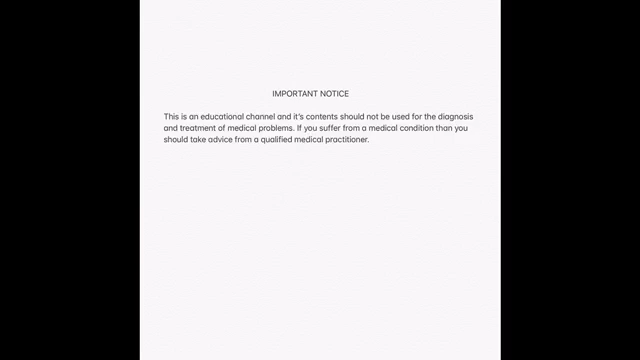 IMPORTANT NOTICE
This is an educational channel and it's contents should not be used for the diagnosis
and treatment of medical problems. If you suffer from a medical condition than you
should take advice from a qualified medical practitioner.